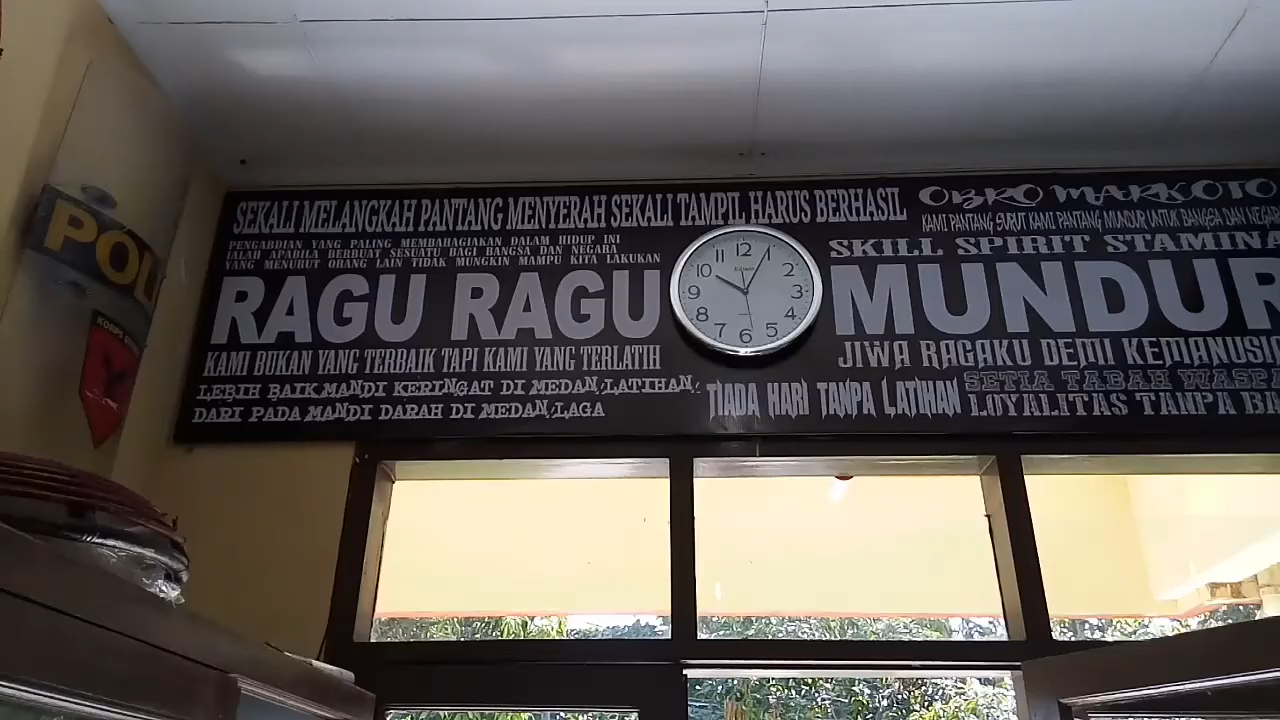 SEKALI MELANGKAH PANTANG MENYERAH SEKALI TAMPIL HARUS BERHASIL
OBRO MARKOTO
KAMI PANTANG SURUT KAMI PANTANG MUNDUR UNTUK BANGSA DAN
PENGABDIAN YANG PALING MEMBAHAGIAKAN DALAM HIDUP INI
IALAH APABILA BERBUAT SESUATU BAGI BANGSA DAN NEGARA
YANG MENURUT ORANG LAIN TIDAK MUNGKIN MAMPU KITA LAKUKAN
SKILL SPIRIT STAMINA
RAGU RAGU
MUNDUR
KAMI BUKAN YANG TERBAIK TAPI KAMI YANG TERLATIH
JIWA RAGAKU DEMI
LEBIH BAIK MANDI KERINGAT DI MEDAN LATIHAN
DARI PADA MANDI DARAH DI MEDAN LAGA
TIADA HARI TANPA LATIHAN
SETIA TABAH
LOYALITAS TANPA
12
1
2
3
4
5
6
7
8
9
10
11
POL
KORPS